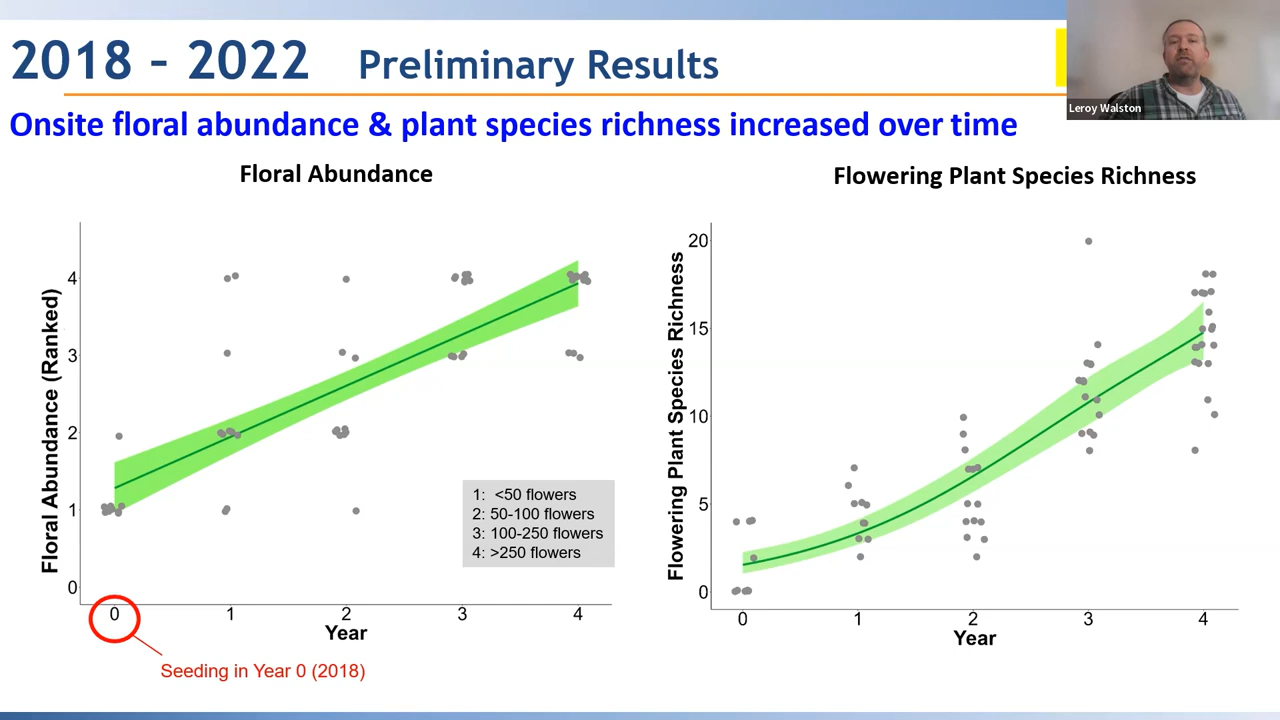 2018 – 2022 Preliminary Results
Leroy Walston
Onsite floral abundance & plant species richness increased over time
Floral Abundance
Floral Abundance (Ranked)
4
3
2
1
0
1: <50 flowers
2: 50-100 flowers
3: 100-250 flowers
4: >250 flowers
0 1 2 3 4
Year
Seeding in Year 0 (2018)
Flowering Plant Species Richness
Flowering Plant Species Richness
20
15
10
5
0
0 1 2 3 4
Year